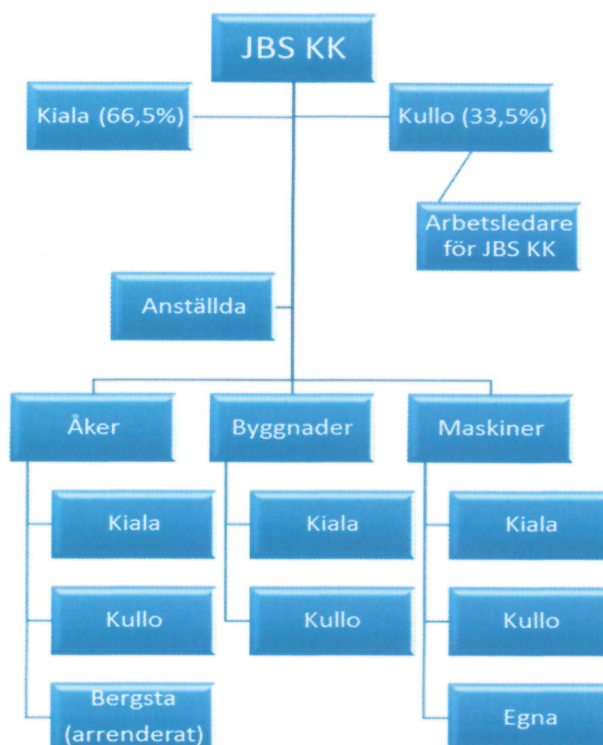 JBS KK
Kiala (66,5%)
Kullo (33,5%)
Arbetsledare
för JBS KK
Anställda
Åker
Byggnader
Maskiner
Kiala
Kiala
Kiala
Kullo
Kullo
Kullo
Bergsta
(arrenderat)
Egna